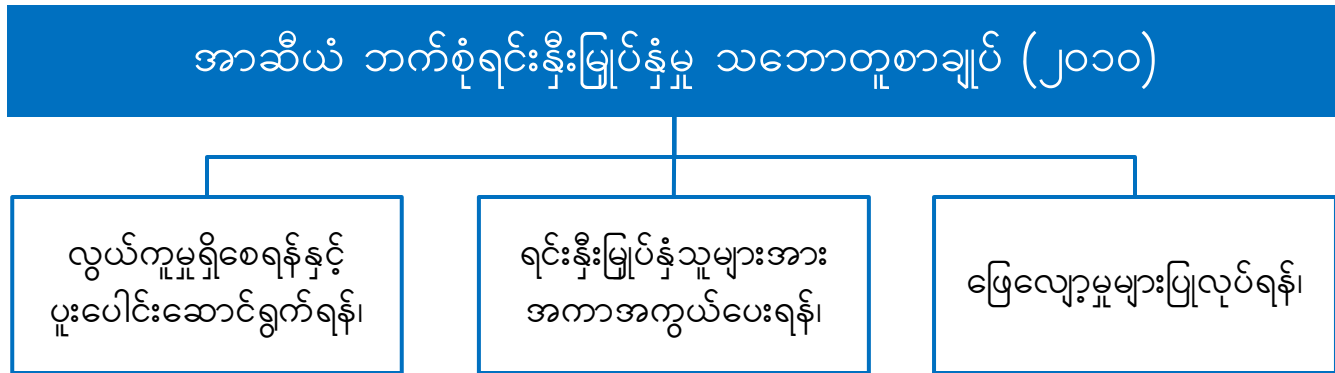 အာဆီယံ ဘက်စုံရင်းနှီးမြှုပ်နှံမှု သဘောတူစာချုပ် (၂၀၁၀)
လွယ်ကူမှုရှိစေရန်နှင့်
ပူးပေါင်းဆောင်ရွက်ရန်၊
ရင်းနှီးမြှုပ်နှံသူများအား
အကာအကွယ်ပေးရန်၊
ဖြေလျော့မှုများပြုလုပ်ရန်၊